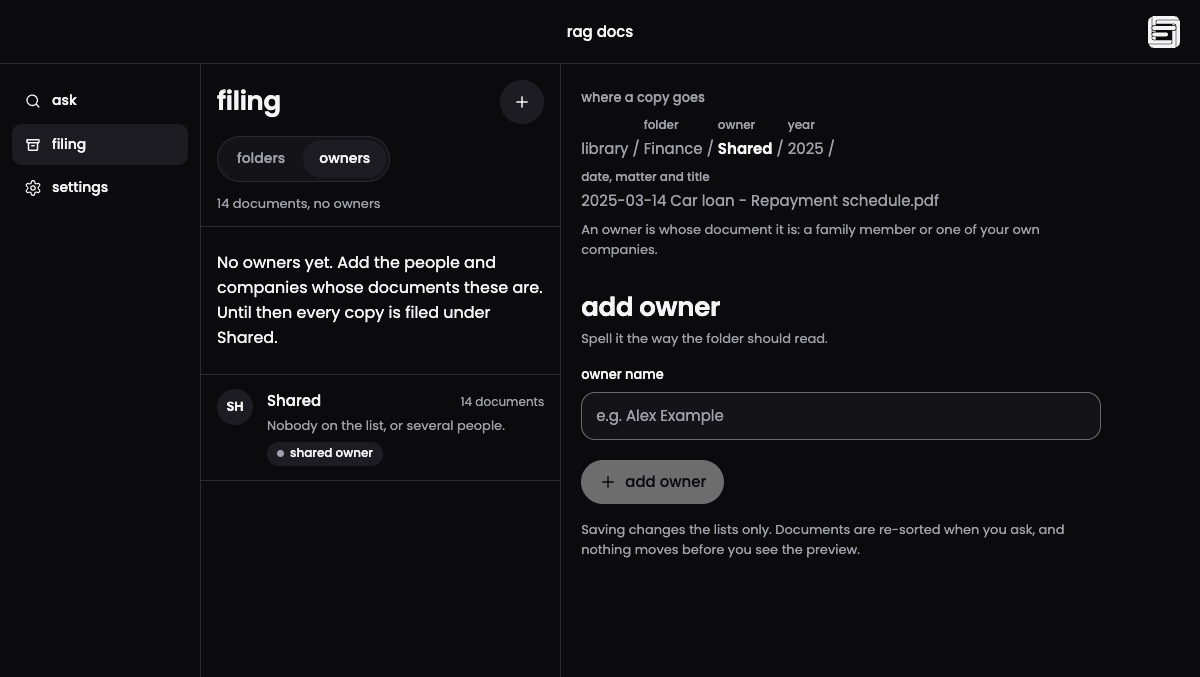 rag docs
ask
filing
settings
filing
folders owners
14 documents, no owners
No owners yet. Add the people and
companies whose documents these are.
Until then every copy is filed under
Shared.
SH
Shared 14 documents
Nobody on the list, or several people.
shared owner
where a copy goes
folder owner year
library / Finance / Shared / 2025 /
date, matter and title
2025-03-14 Car loan - Repayment schedule.pdf
An owner is whose document it is: a family member or one of your own
companies.
add owner
Spell it the way the folder should read.
owner name
e.g. Alex Example
+ add owner
Saving changes the lists only. Documents are re-sorted when you ask, and
nothing moves before you see the preview.